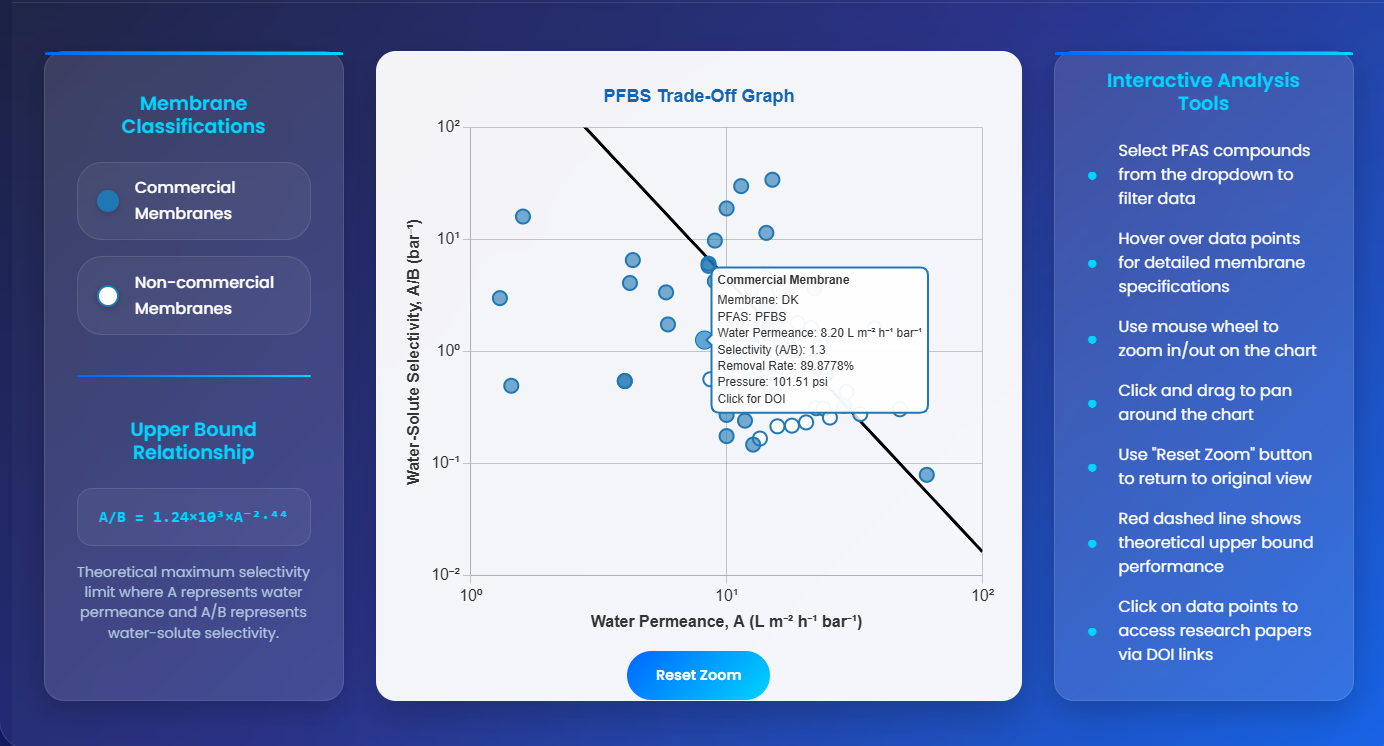 Membrane
Classifications
Commercial
Membranes
Non-commercial
Membranes
Upper Bound
Relationship
A/B = 1.24×10³×A⁻²·⁴⁴
Theoretical maximum selectivity
limit where A represents water
permeance and A/B represents
water-solute selectivity.
PFBS Trade-Off Graph
Water-Solute Selectivity, A/B (bar⁻¹)
10²
10¹
10⁰
10⁻¹
10⁻²
Commercial Membrane
Membrane: DK
PFAS: PFBS
Water Permeance: 8.20 L m⁻² h⁻¹ bar⁻¹
Selectivity (A/B): 1.3
Removal Rate: 89.8778%
Pressure: 101.51 psi
Click for DOI
10⁰ 10¹ 10²
Water Permeance, A (L m⁻² h⁻¹ bar⁻¹)
Reset Zoom
Interactive Analysis
Tools
Select PFAS compounds
from the dropdown to
filter data
Hover over data points
for detailed membrane
specifications
Use mouse wheel to
zoom in/out on the chart
Click and drag to pan
around the chart
Use "Reset Zoom" button
to return to original view
Red dashed line shows
theoretical upper bound
performance
Click on data points to
access research papers
via DOI links